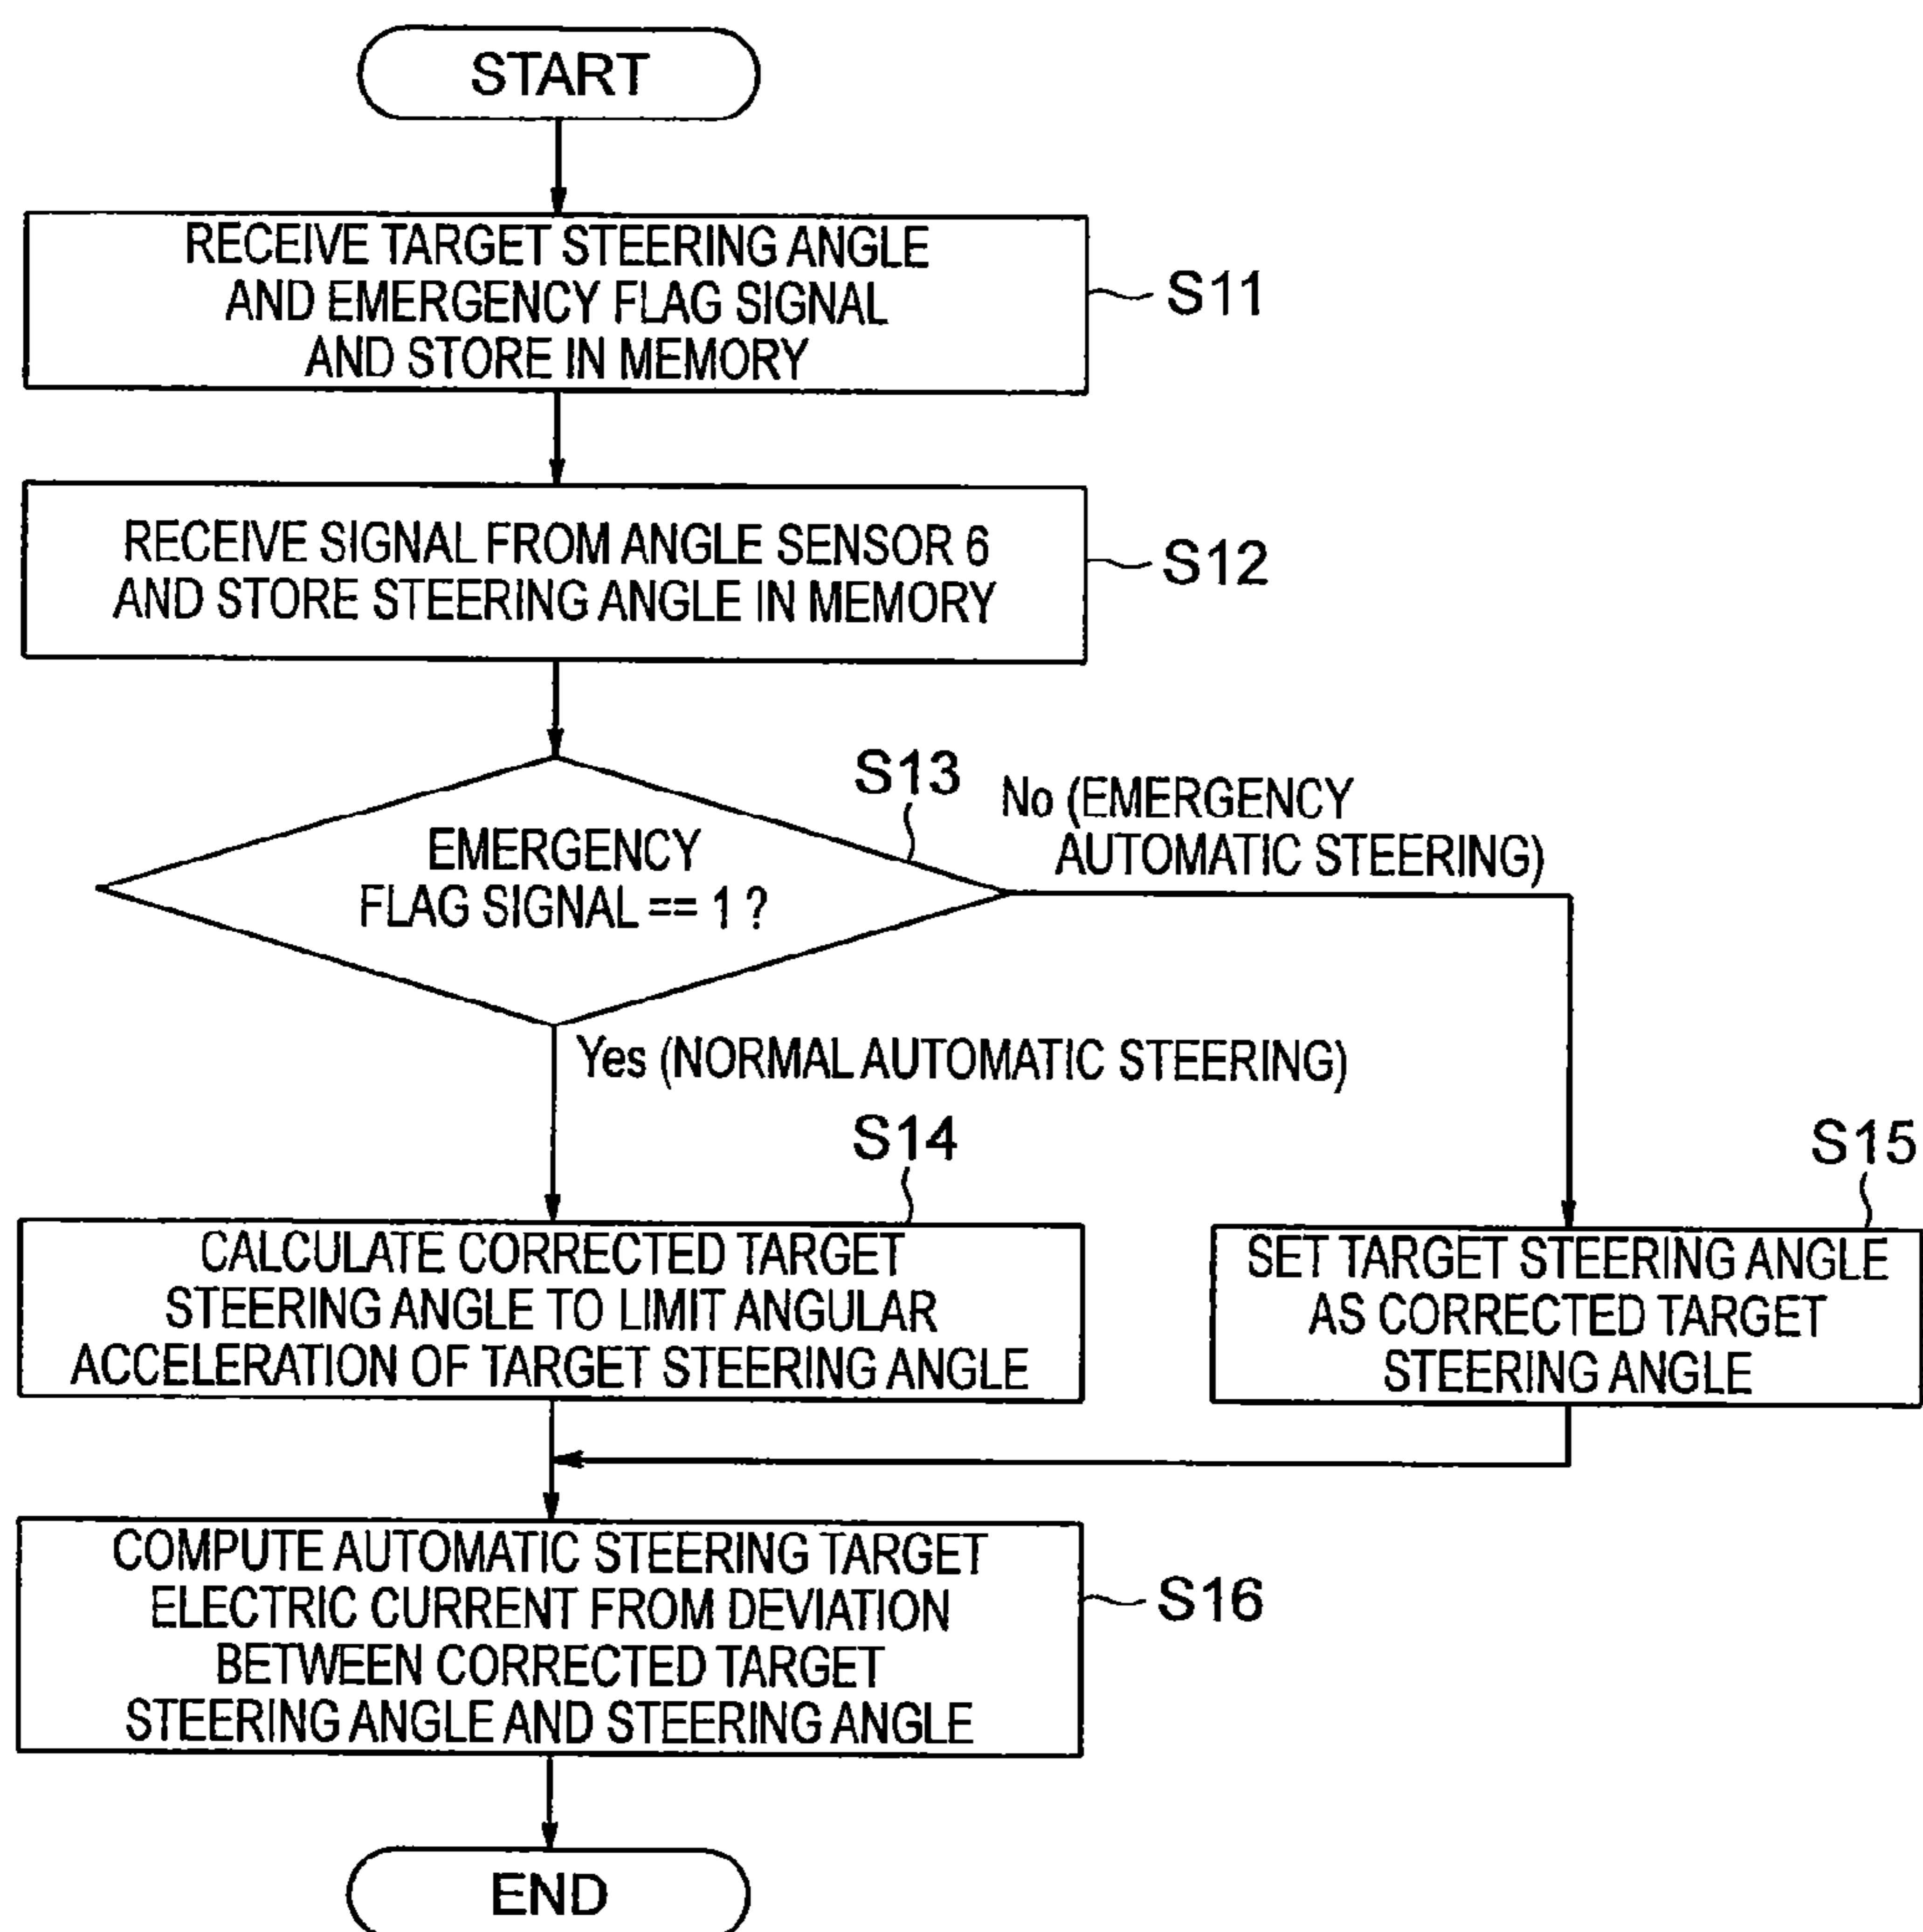 START
RECEIVE TARGET STEERING ANGLE
AND EMERGENCY FLAG SIGNAL
AND STORE IN MEMORY
S11
RECEIVE SIGNAL FROM ANGLE SENSOR 6
AND STORE STEERING ANGLE IN MEMORY
S12
S13
EMERGENCY
FLAG SIGNAL == 1 ?
No (EMERGENCY
AUTOMATIC STEERING)
Yes (NORMAL AUTOMATIC STEERING)
S14
CALCULATE CORRECTED TARGET
STEERING ANGLE TO LIMIT ANGULAR
ACCELERATION OF TARGET STEERING ANGLE
S15
SET TARGET STEERING ANGLE
AS CORRECTED TARGET
STEERING ANGLE
COMPUTE AUTOMATIC STEERING TARGET
ELECTRIC CURRENT FROM DEVIATION
BETWEEN CORRECTED TARGET
STEERING ANGLE AND STEERING ANGLE
S16
END